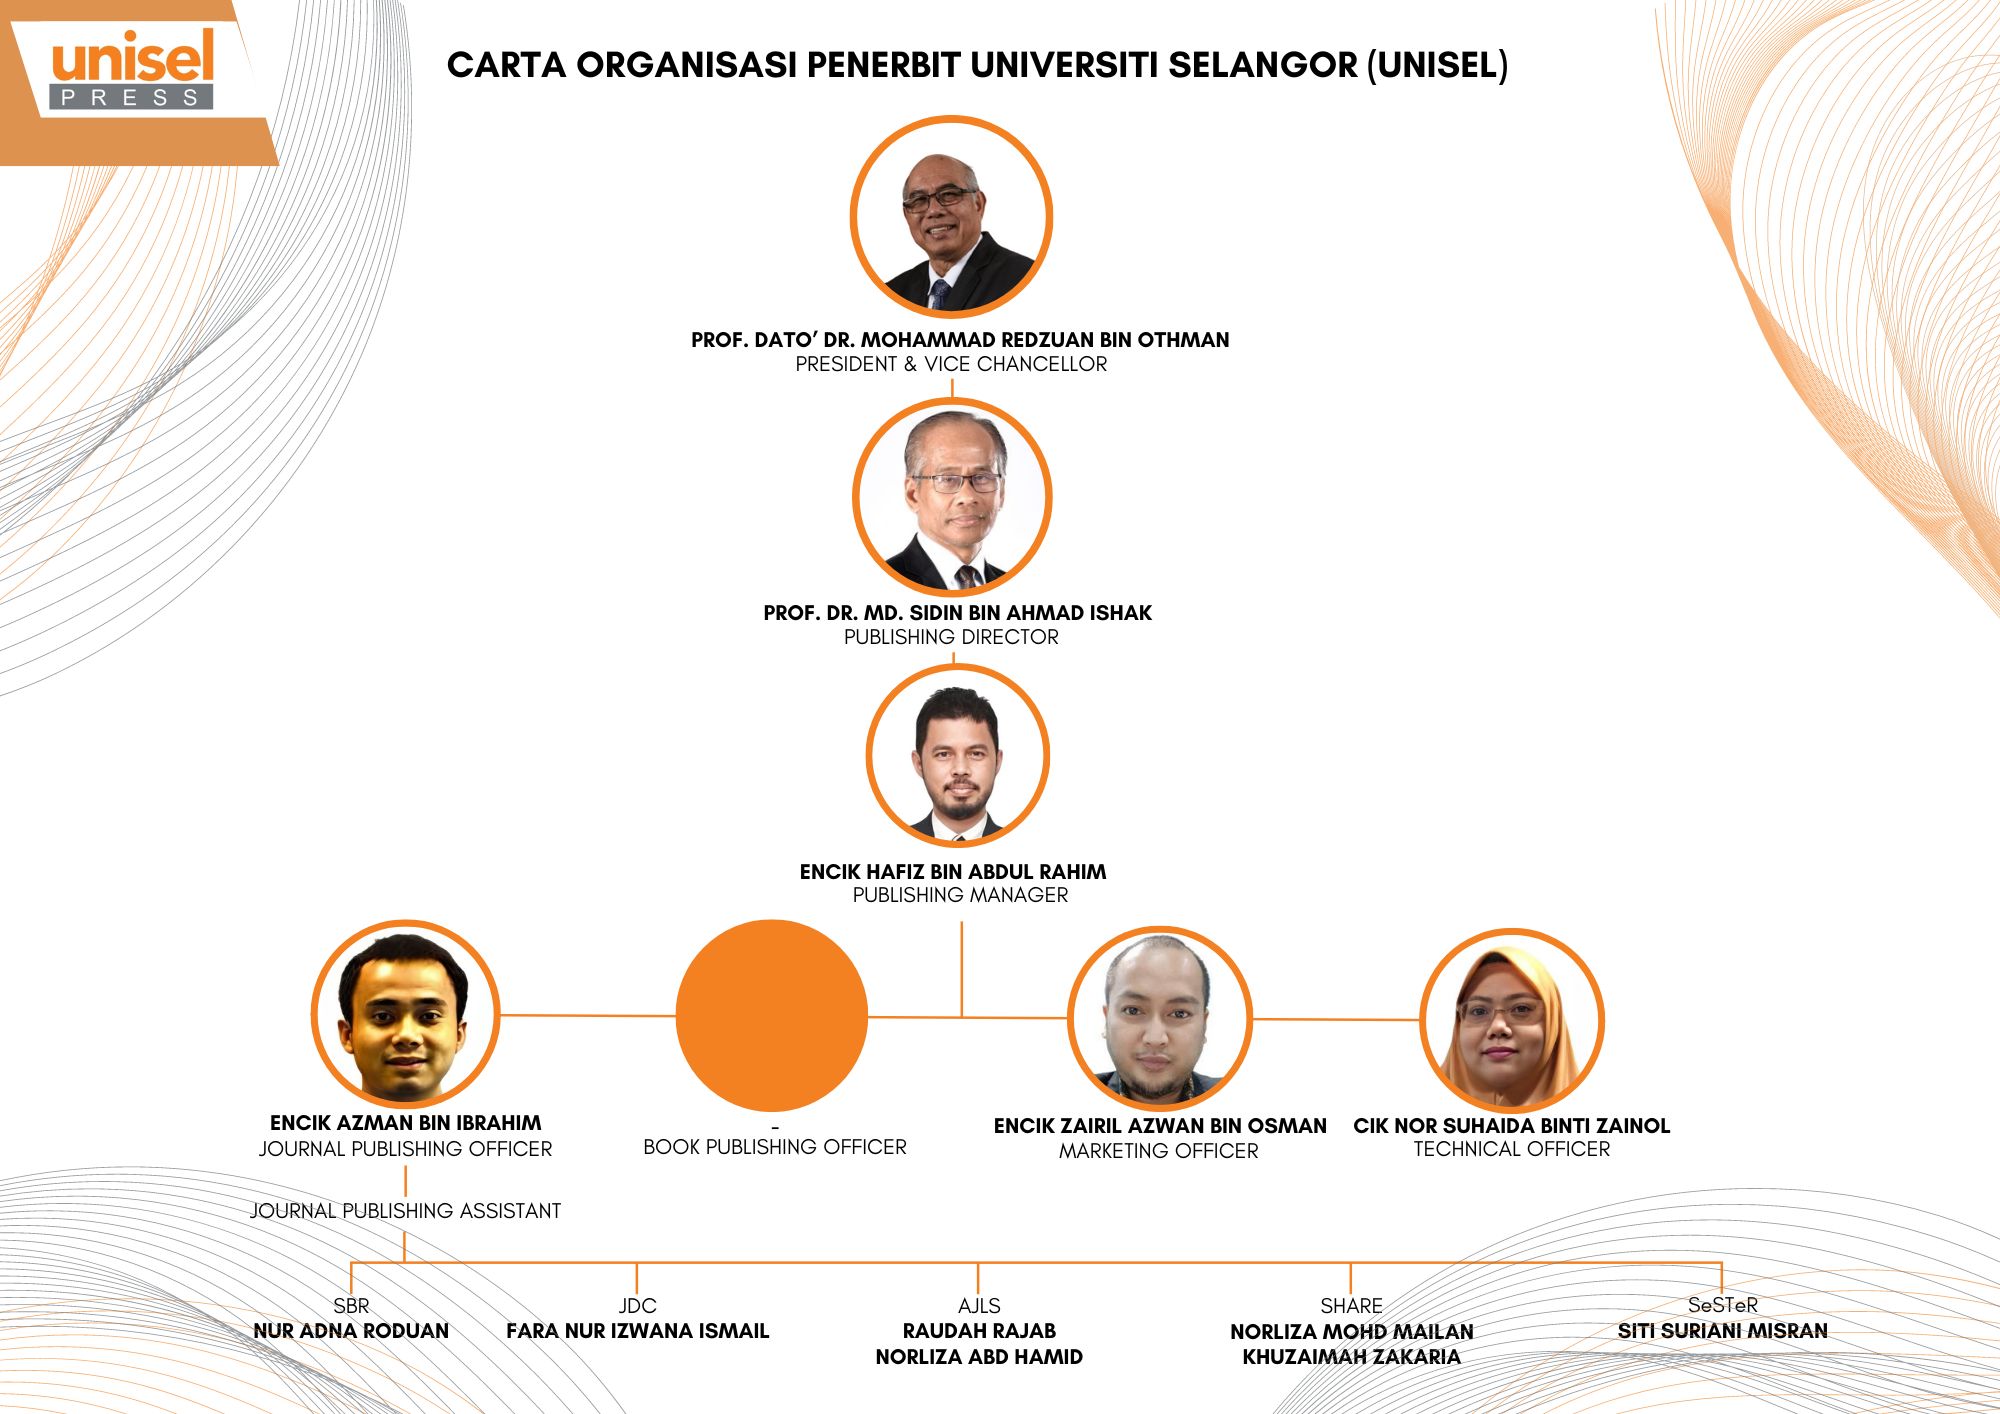 unisel
PRESS
CARTA ORGANISASI PENERBIT UNIVERSITI SELANGOR (UNISEL)
PROF. DATO’ DR. MOHAMMAD REDZUAN BIN OTHMAN
PRESIDENT & VICE CHANCELLOR
PROF. DR. MD. SIDIN BIN AHMAD ISHAK
PUBLISHING DIRECTOR
ENCIK HAFIZ BIN ABDUL RAHIM
PUBLISHING MANAGER
ENCIK AZMAN BIN IBRAHIM
JOURNAL PUBLISHING OFFICER
-
BOOK PUBLISHING OFFICER
ENCIK ZAIRIL AZWAN BIN OSMAN
MARKETING OFFICER
CIK NOR SUHAIDA BINTI ZAINOL
TECHNICAL OFFICER
JOURNAL PUBLISHING ASSISTANT
SBR
NUR ADNA RODUAN
JDC
FARA NUR IZWANA ISMAIL
AJLS
RAUDAH RAJAB
NORLIZA ABD HAMID
SHARE
NORLIZA MOHD MAILAN
KHUZAIMAH ZAKARIA
SeSTeR
SITI SURIANI MISRAN